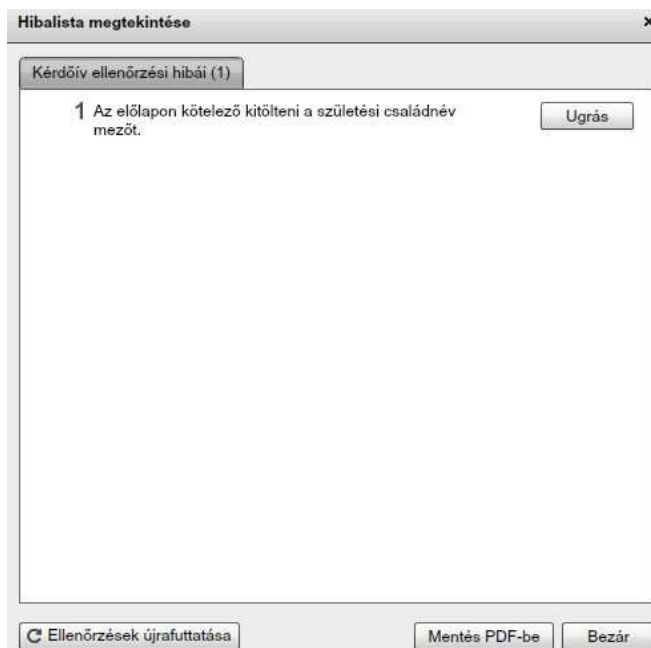 Hibalista megtekintése
Kérdőív ellenőrzési hibái (1)
1 Az előlapon kötelező kitölteni a születési családnév Ugrás
mezőt.
Ellenőrzések újrafuttatása Mentés PDF-be Bezár